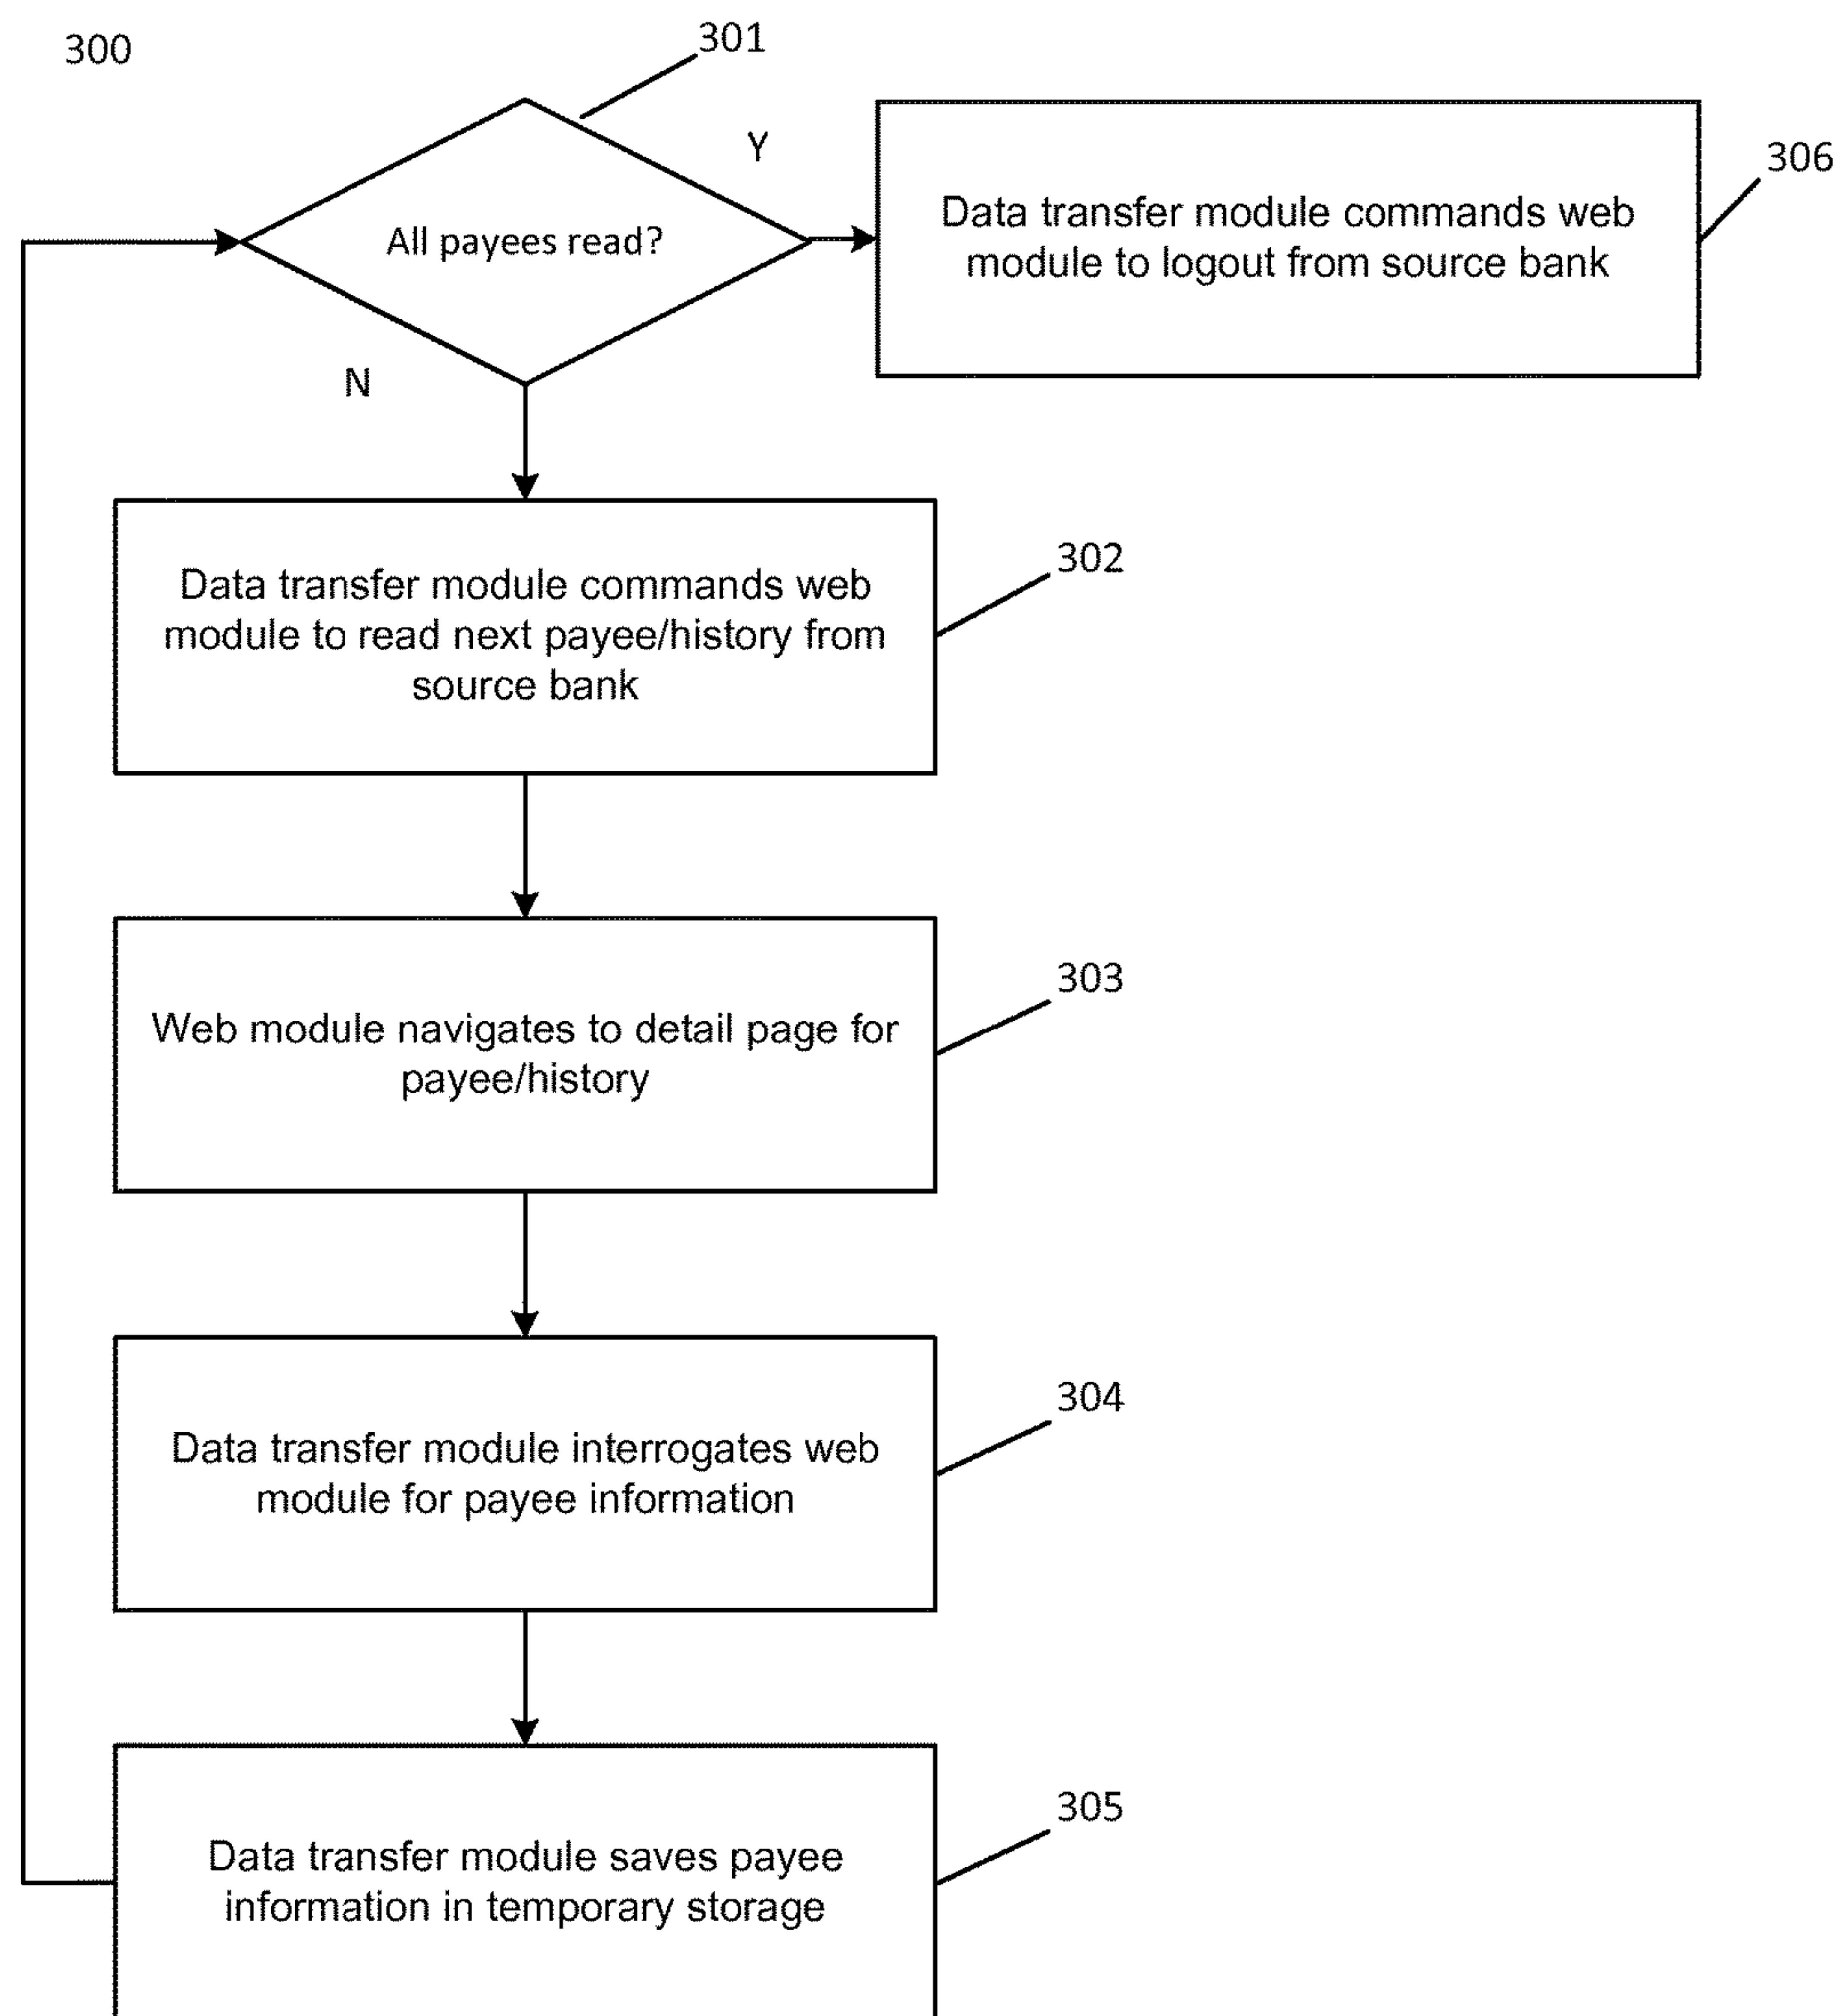 300
301
All payees read?
Y
Data transfer module commands web
module to logout from source bank
306
N
Data transfer module commands web
module to read next payee/history from
source bank
302
Web module navigates to detail page for
payee/history
303
Data transfer module interrogates web
module for payee information
304
Data transfer module saves payee
information in temporary storage
305